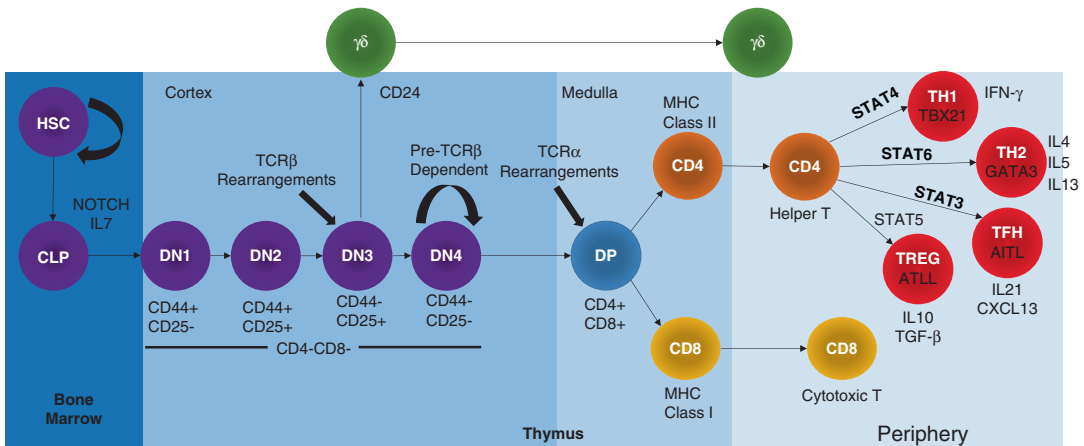 γδ
γδ
Cortex
CD24
Medulla
MHC
Class II
HSC
STAT4
TH1
TBX21
IFN-γ
TCRβ
Rearrangements
Pre-TCRβ
Dependent
TCRα
Rearrangements
CD4
CD4
Helper T
STAT6
TH2
GATA3
IL4
IL5
IL13
NOTCH
IL7
STAT3
STAT5
CLP
DN1
DN2
DN3
DN4
DP
TREG
ATLL
TFH
AITL
CD44+
CD25-
CD44+
CD25+
CD44-
CD25+
CD44-
CD25-
CD4+
CD8+
IL21
CXCL13
IL10
TGF-β
CD4-CD8-
CD8
CD8
MHC
Class I
Cytotoxic T
Bone
Marrow
Thymus
Periphery